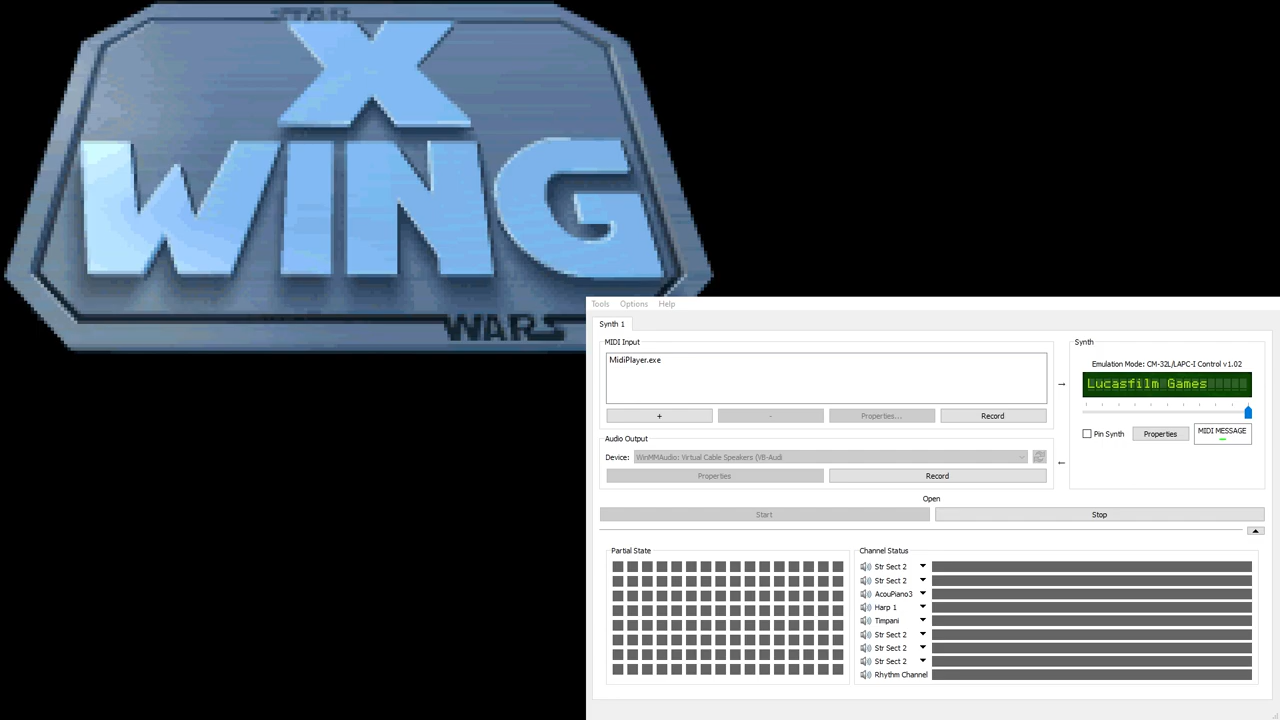 STAR
X
WING
WARS
Tools Options Help
Synth 1
MIDI Input
MidiPlayer.exe
+ - Properties... Record
Audio Output
Device: WinMMAudio: Virtual Cable Speakers (VB-Audi
Properties Record
Synth
Emulation Mode: CM-32L/LAPC-I Control v1.02
Lucasfilm Games
Pin Synth Properties MIDI MESSAGE
Open
Start Stop
Partial State
Channel Status
Str Sect 2
Str Sect 2
AcouPiano3
Harp 1
Timpani
Str Sect 2
Str Sect 2
Str Sect 2
Rhythm Channel